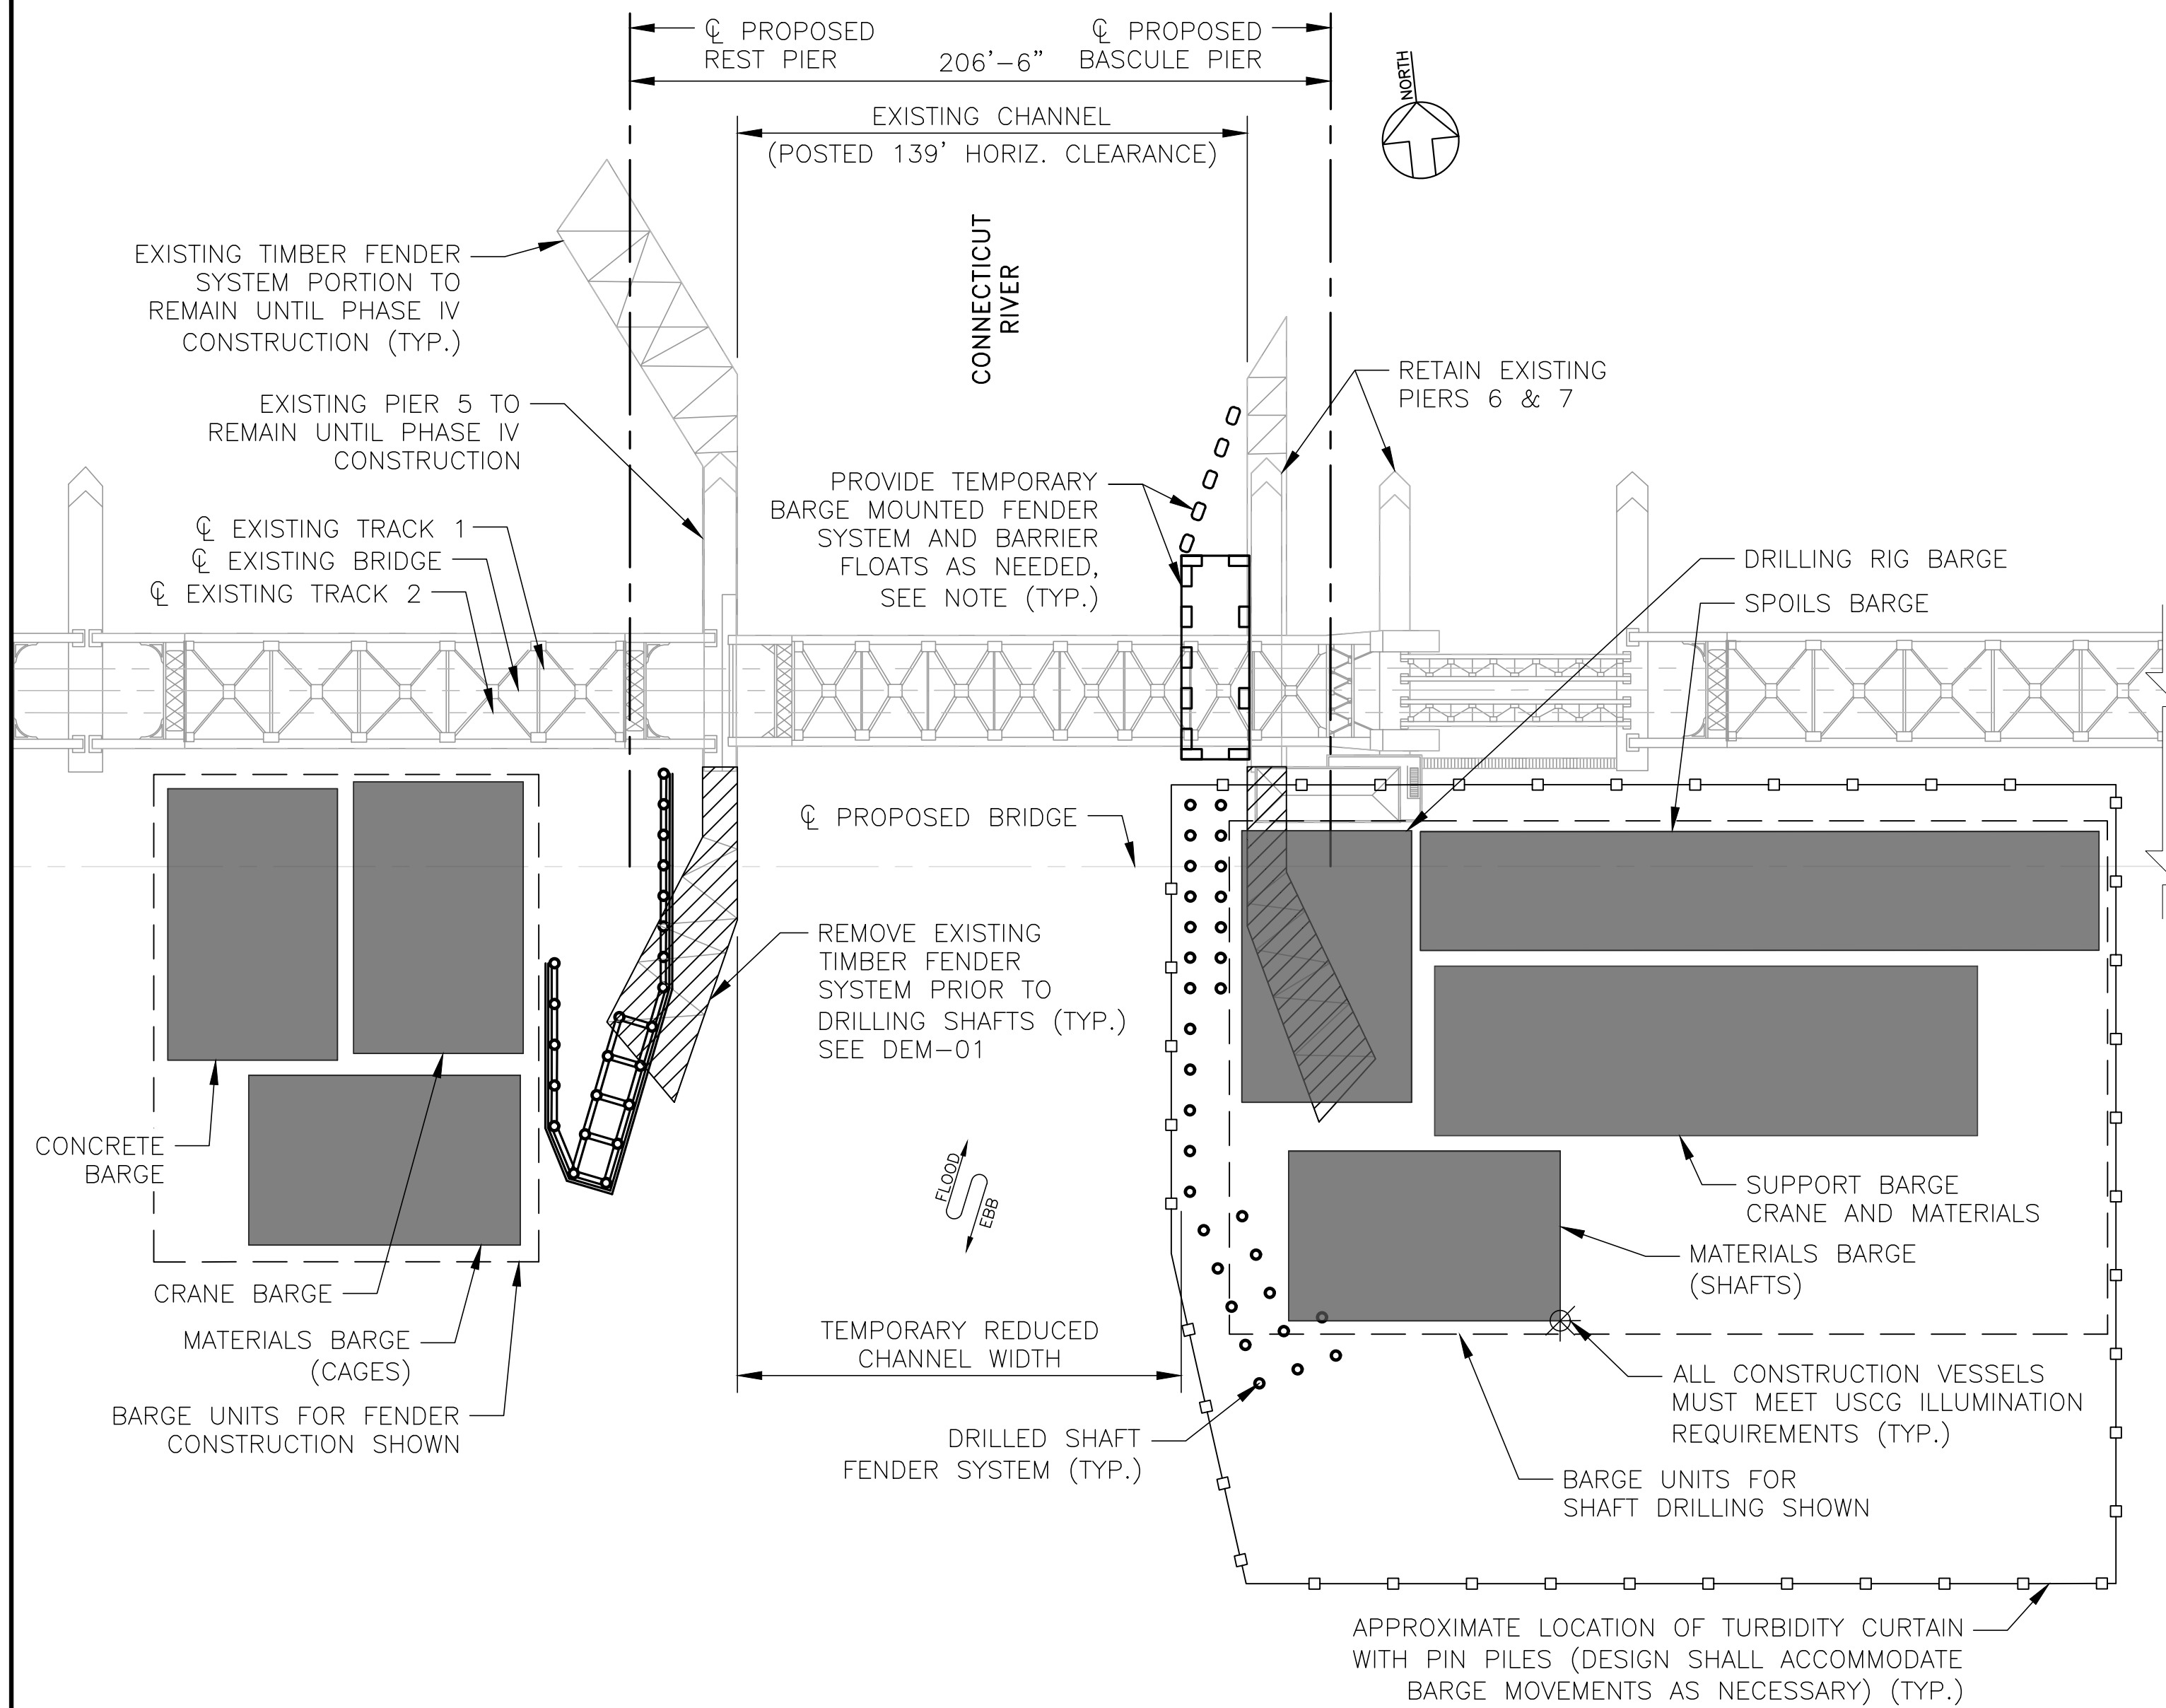 ℄ PROPOSED
REST PIER
℄ PROPOSED
BASCULE PIER
206'-6"
NORTH
EXISTING CHANNEL
(POSTED 139' HORIZ. CLEARANCE)
CONNECTICUT
RIVER
EXISTING TIMBER FENDER
SYSTEM PORTION TO
REMAIN UNTIL PHASE IV
CONSTRUCTION (TYP.)
EXISTING PIER 5 TO
REMAIN UNTIL PHASE IV
CONSTRUCTION
RETAIN EXISTING
PIERS 6 & 7
PROVIDE TEMPORARY
BARGE MOUNTED FENDER
SYSTEM AND BARRIER
FLOATS AS NEEDED,
SEE NOTE (TYP.)
℄ EXISTING TRACK 1
℄ EXISTING BRIDGE
℄ EXISTING TRACK 2
DRILLING RIG BARGE
SPOILS BARGE
℄ PROPOSED BRIDGE
REMOVE EXISTING
TIMBER FENDER
SYSTEM PRIOR TO
DRILLING SHAFTS (TYP.)
SEE DEM-01
CONCRETE
BARGE
FLOOD
EBB
SUPPORT BARGE
CRANE AND MATERIALS
MATERIALS BARGE
(SHAFTS)
CRANE BARGE
MATERIALS BARGE
(CAGES)
BARGE UNITS FOR FENDER
CONSTRUCTION SHOWN
TEMPORARY REDUCED
CHANNEL WIDTH
ALL CONSTRUCTION VESSELS
MUST MEET USCG ILLUMINATION
REQUIREMENTS (TYP.)
DRILLED SHAFT
FENDER SYSTEM (TYP.)
BARGE UNITS FOR
SHAFT DRILLING SHOWN
APPROXIMATE LOCATION OF TURBIDITY CURTAIN
WITH PIN PILES (DESIGN SHALL ACCOMMODATE
BARGE MOVEMENTS AS NECESSARY) (TYP.)